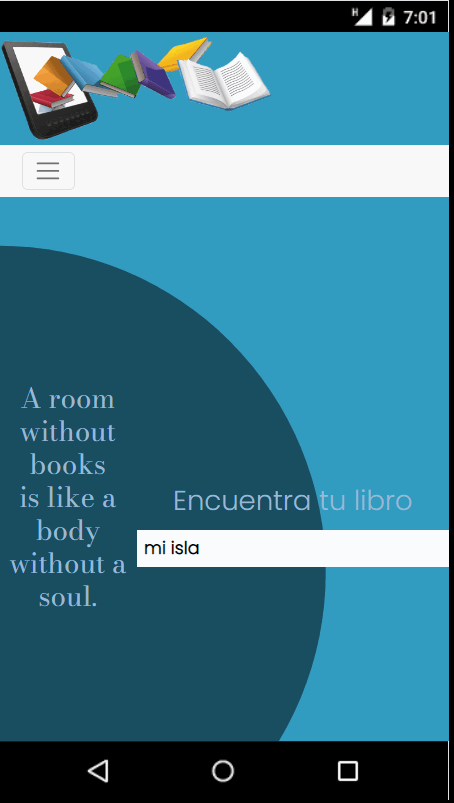 H 7:01
A room
without
books
is like a
body
without a
soul.
Encuentra tu libro
mi isla